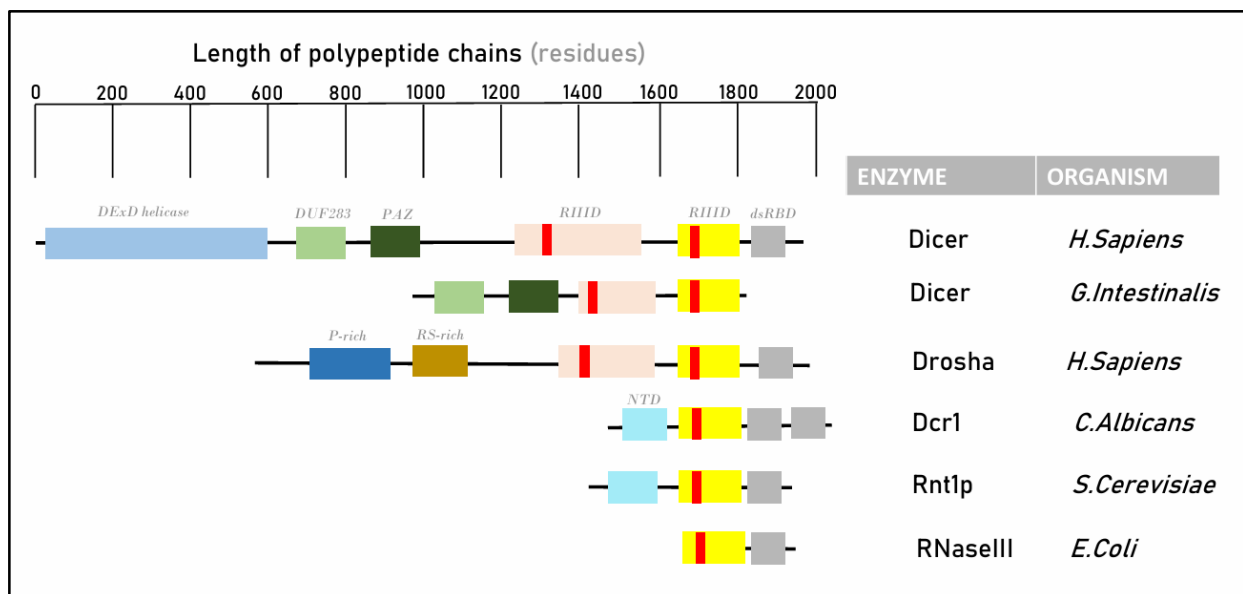 Length of polypeptide chains (residues)
0 200 400 600 800 1000 1200 1400 1600 1800 2000
ENZYME ORGANISM
DExD helicase DUF283 PAZ RIIID RIIID dsRBD
Dicer H.Sapiens
Dicer G.Intestinalis
P-rich RS-rich
Drosha H.Sapiens
NTD
Dcr1 C.Albicans
Rnt1p S.Cerevisiae
RNaseIII E.Coli